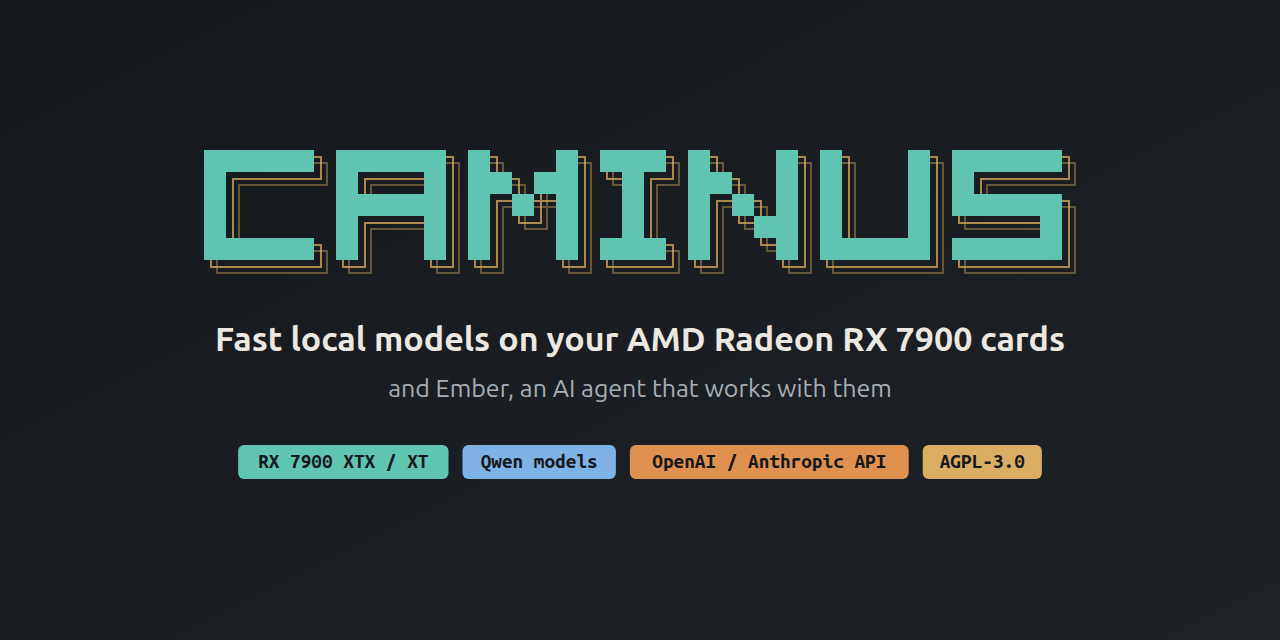 CAMINUS
Fast local models on your AMD Radeon RX 7900 cards
and Ember, an AI agent that works with them
RX 7900 XTX / XT Qwen models OpenAI / Anthropic API AGPL-3.0